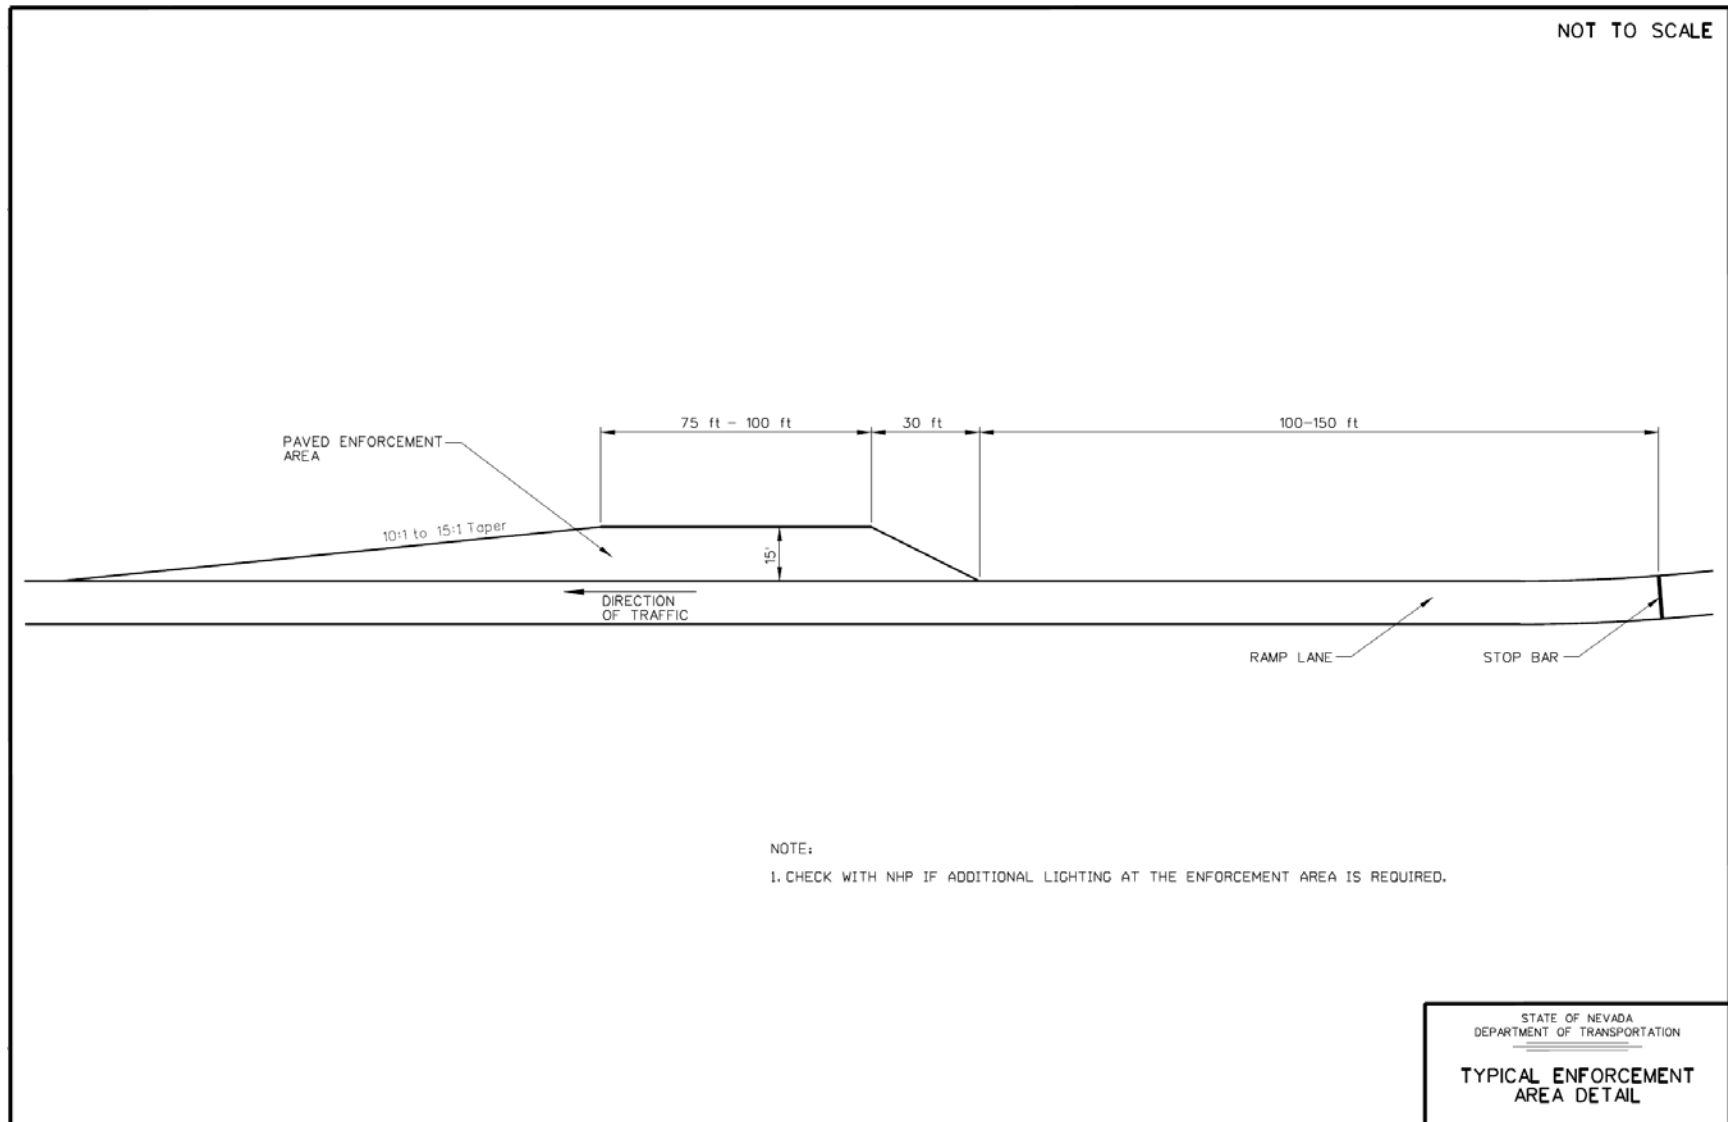 NOT TO SCALE
75 ft - 100 ft
30 ft
100-150 ft
PAVED ENFORCEMENT
AREA
10:1 to 15:1 Taper
15'
DIRECTION
OF TRAFFIC
RAMP LANE
STOP BAR
NOTE:
1. CHECK WITH NHP IF ADDITIONAL LIGHTING AT THE ENFORCEMENT AREA IS REQUIRED.
STATE OF NEVADA
DEPARTMENT OF TRANSPORTATION
TYPICAL ENFORCEMENT
AREA DETAIL